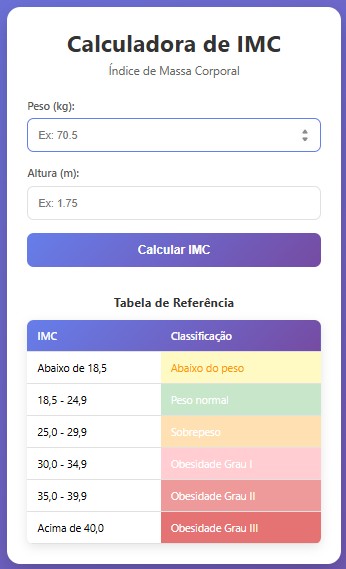 Calculadora de IMC
Índice de Massa Corporal
Peso (kg):
Ex: 70.5
Altura (m):
Ex: 1.75
Calcular IMC
Tabela de Referência
IMC Classificação
Abaixo de 18,5 Abaixo do peso
18,5 - 24,9 Peso normal
25,0 - 29,9 Sobrepeso
30,0 - 34,9 Obesidade Grau I
35,0 - 39,9 Obesidade Grau II
Acima de 40,0 Obesidade Grau III